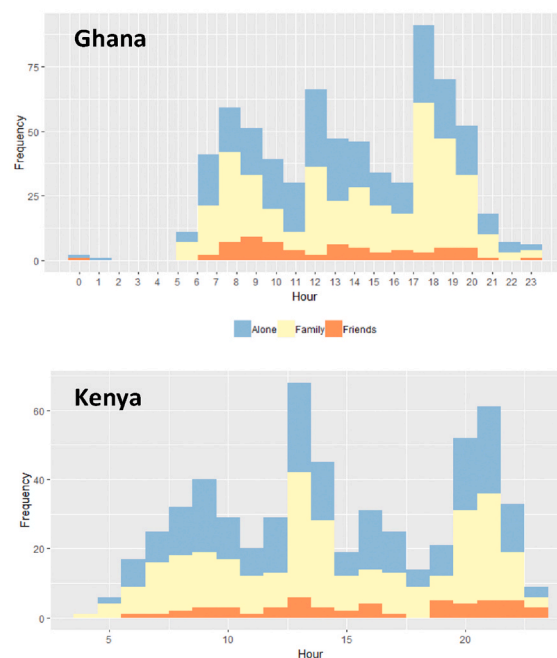 Ghana
75
50
25
0
Frequency
0 1 2 3 4 5 6 7 8 9 10 11 12 13 14 15 16 17 18 19 20 21 22 23
Hour
Alone Family Friends
Kenya
60
40
20
0
Frequency
5 10 15 20
Hour